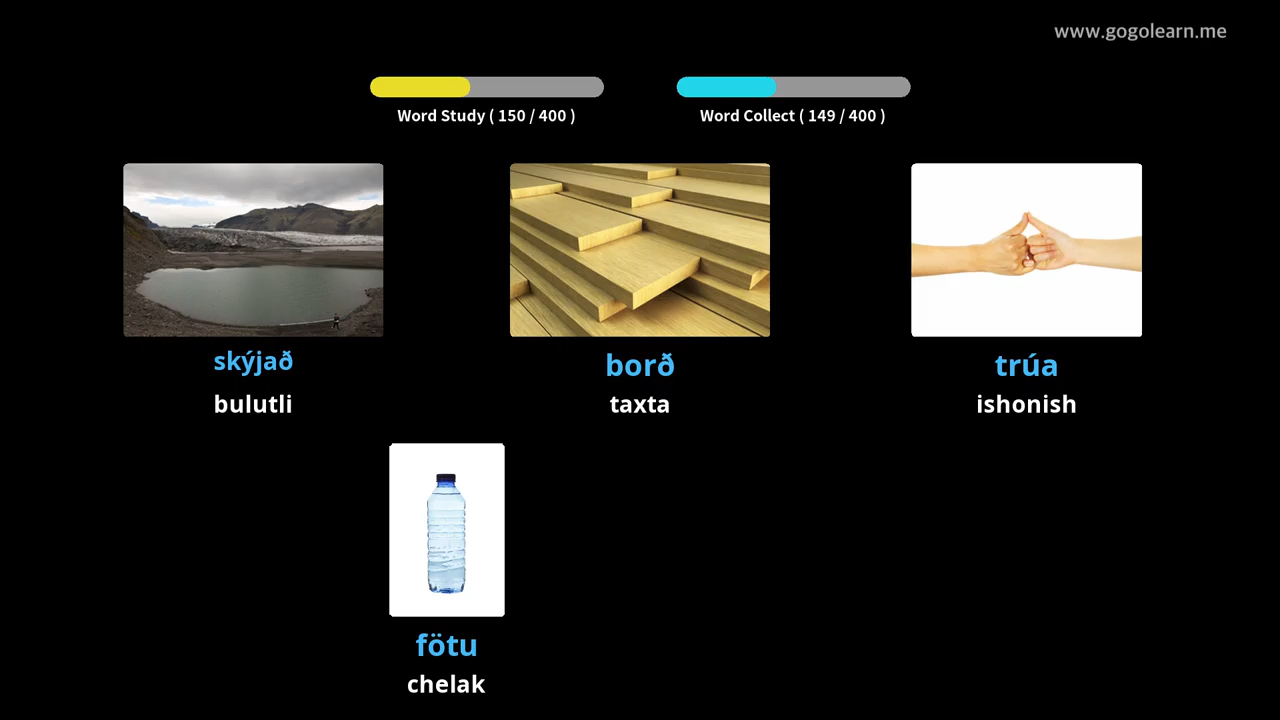 www.gogolearn.me
Word Study ( 150 / 400 )
Word Collect ( 149 / 400 )
skýjað
bulutli
borð
taxta
trúa
ishonish
fötu
chelak